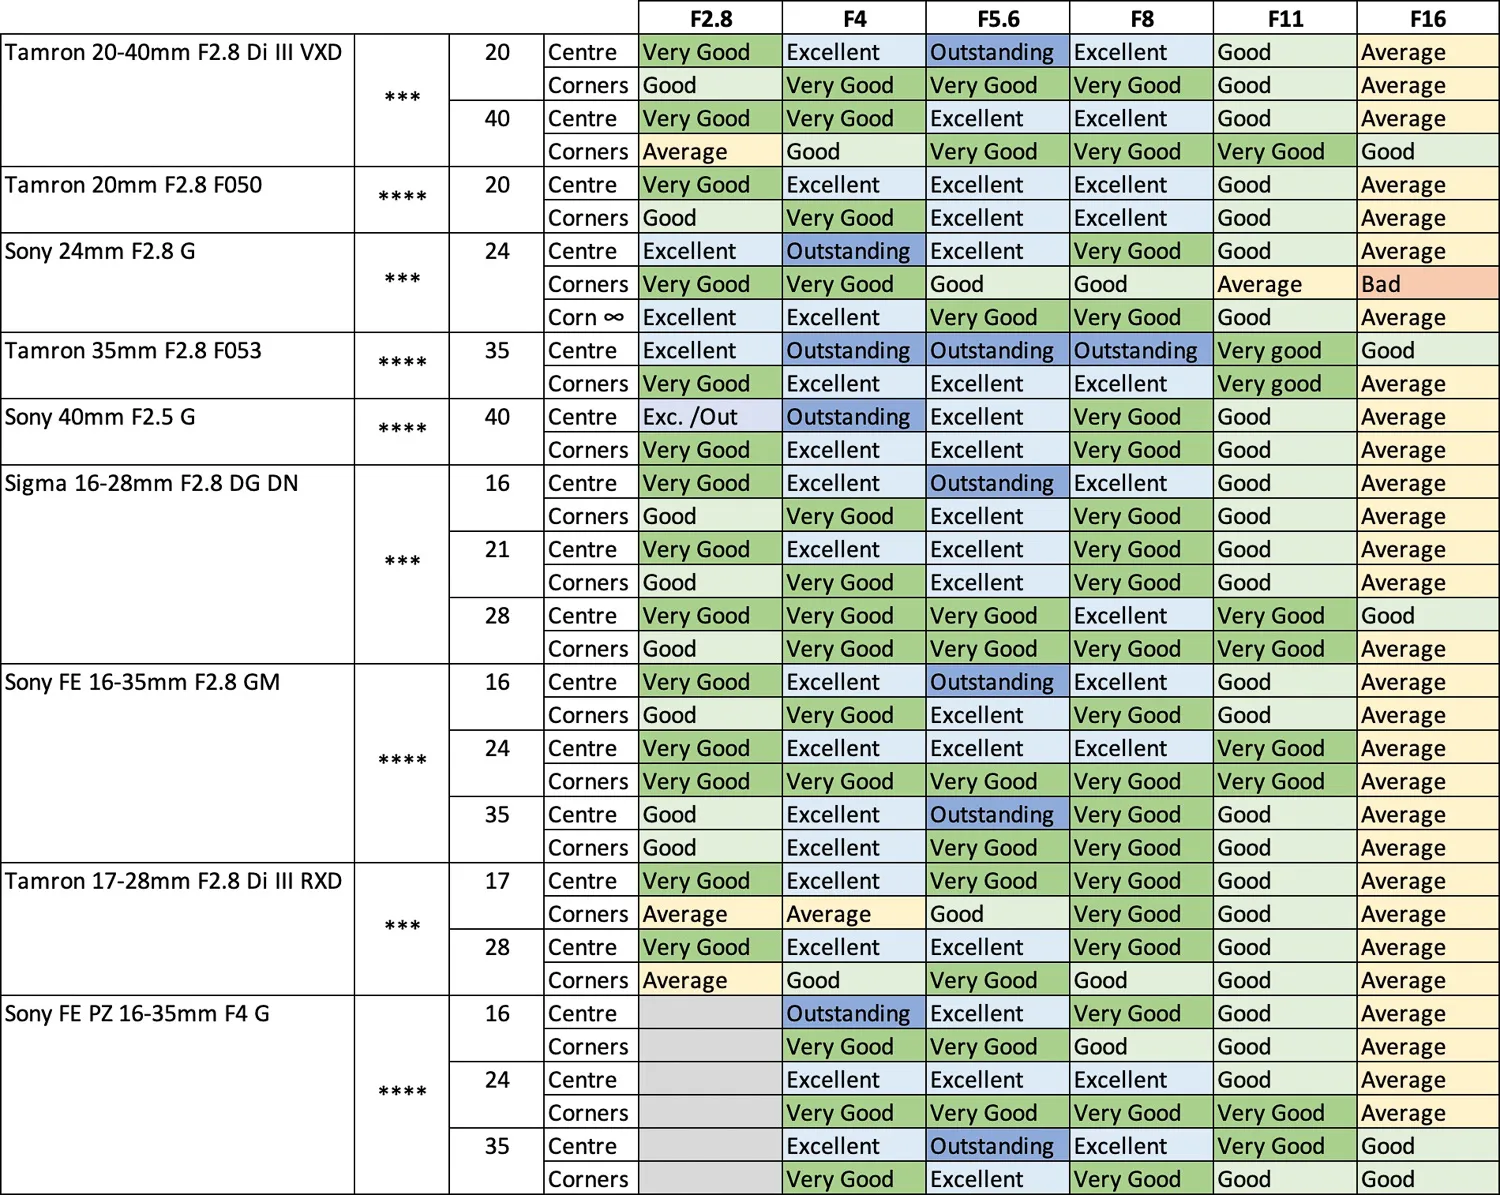 F2.8 F4 F5.6 F8 F11 F16
Tamron 20-40mm F2.8 Di III VXD *** 20 Centre Very Good Excellent Outstanding Excellent Good Average
Corners Good Very Good Very Good Very Good Good Average
40 Centre Very Good Very Good Excellent Excellent Good Average
Corners Average Good Very Good Very Good Very Good Good
Tamron 20mm F2.8 F050 **** 20 Centre Very Good Excellent Excellent Excellent Good Average
Corners Good Very Good Excellent Excellent Good Average
Sony 24mm F2.8 G *** 24 Centre Excellent Outstanding Excellent Very Good Good Average
Corners Very Good Very Good Good Good Average Bad
Corn ∞ Excellent Excellent Very Good Very Good Good Average
Tamron 35mm F2.8 F053 **** 35 Centre Excellent Outstanding Outstanding Outstanding Very good Good
Corners Very Good Excellent Excellent Excellent Very good Average
Sony 40mm F2.5 G **** 40 Centre Exc. /Out Outstanding Excellent Very Good Good Average
Corners Very Good Excellent Excellent Very Good Good Average
Sigma 16-28mm F2.8 DG DN *** 16 Centre Very Good Excellent Outstanding Excellent Good Average
Corners Good Very Good Excellent Very Good Good Average
21 Centre Very Good Excellent Excellent Very Good Good Average
Corners Good Very Good Excellent Very Good Good Average
28 Centre Very Good Very Good Very Good Excellent Very Good Good
Corners Good Very Good Very Good Very Good Very Good Average
Sony FE 16-35mm F2.8 GM **** 16 Centre Very Good Excellent Outstanding Excellent Good Average
Corners Good Very Good Excellent Very Good Good Average
24 Centre Very Good Excellent Excellent Excellent Very Good Average
Corners Very Good Very Good Very Good Very Good Very Good Average
35 Centre Good Excellent Outstanding Very Good Good Average
Corners Good Excellent Very Good Very Good Good Average
Tamron 17-28mm F2.8 Di III RXD *** 17 Centre Very Good Excellent Very Good Very Good Good Average
Corners Average Average Good Very Good Good Average
28 Centre Very Good Excellent Excellent Very Good Good Average
Corners Average Good Very Good Good Good Average
Sony FE PZ 16-35mm F4 G **** 16 Centre Outstanding Excellent Very Good Good Average
Corners Very Good Very Good Good Good Average
24 Centre Excellent Excellent Excellent Good Average
Corners Very Good Very Good Very Good Very Good Average
35 Centre Excellent Outstanding Excellent Very Good Good
Corners Very Good Excellent Very Good Good Good